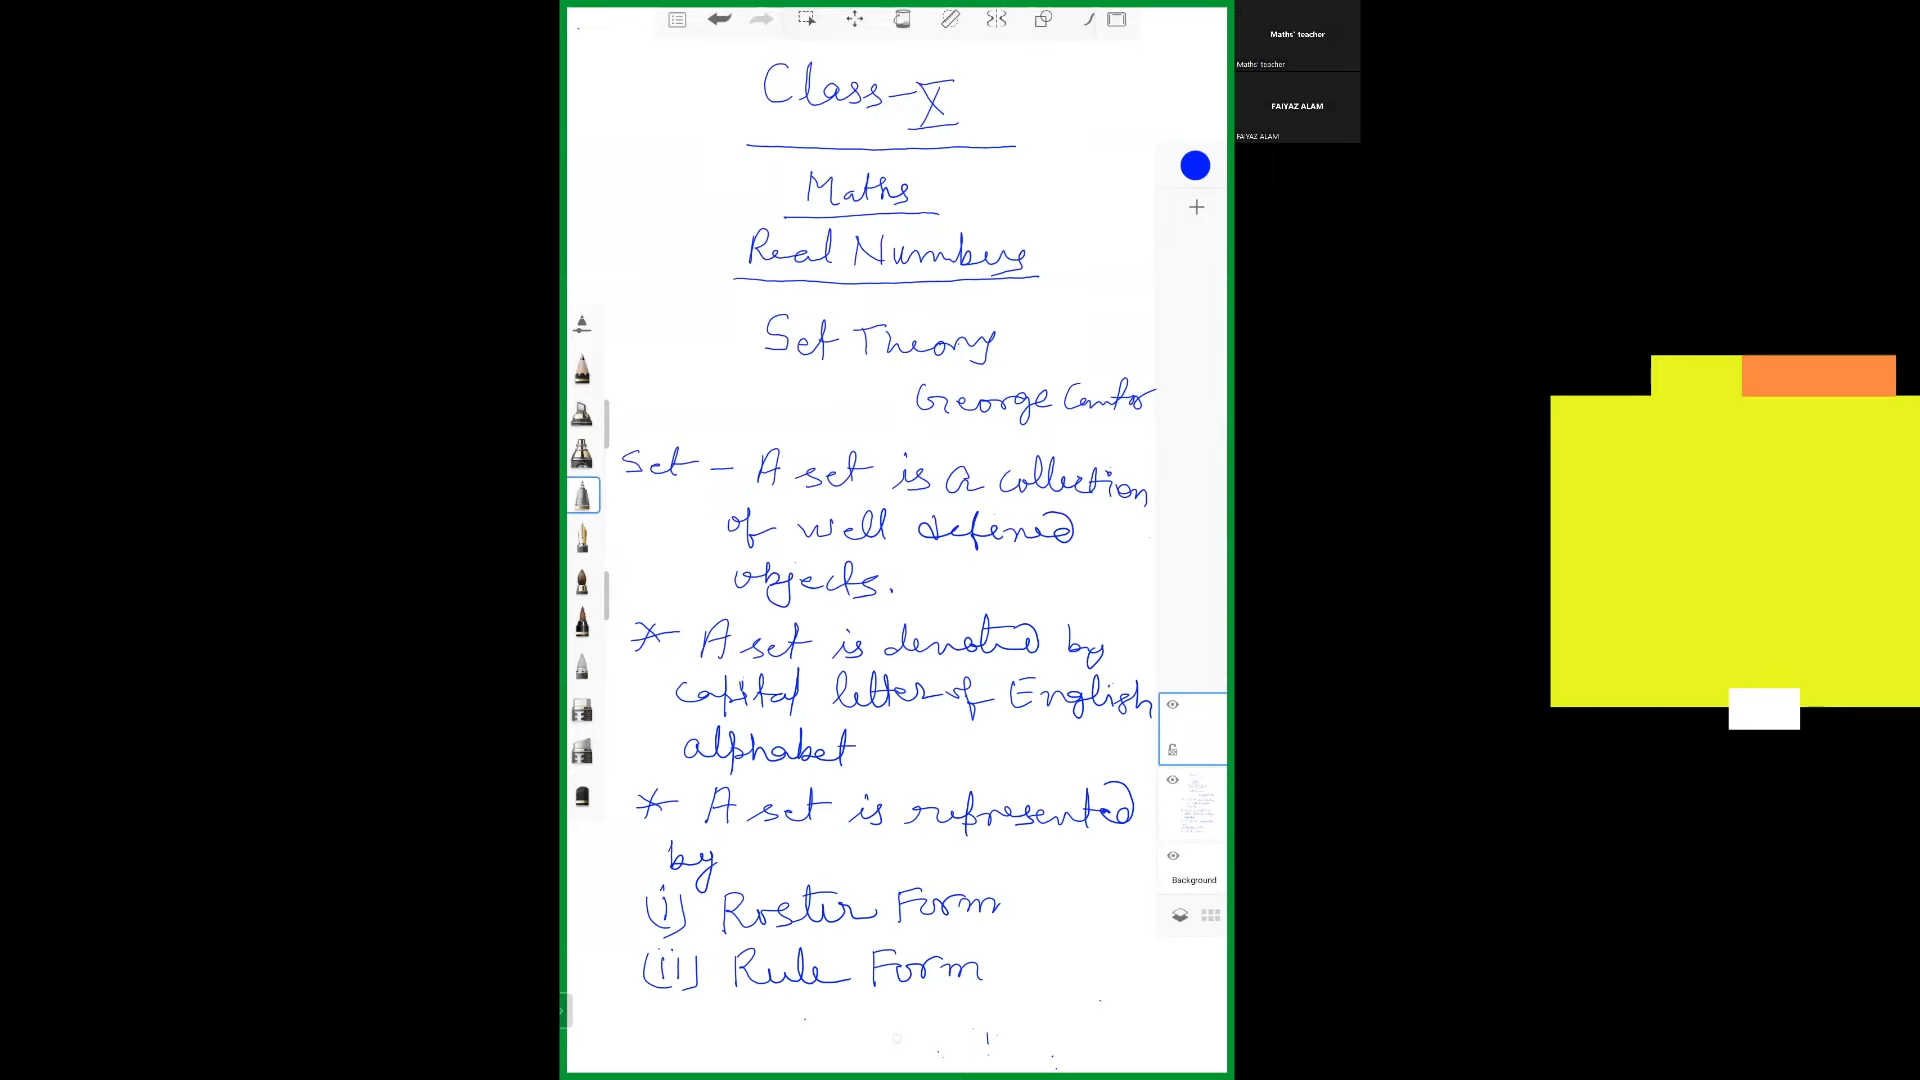 Class-X
Maths
Real Numbers
Set Theory
George Cantor
Set - A set is a collection
of well defined
objects.
* A set is denoted by
capital letter of English
alphabet
* A set is represented
by
(i) Roster Form
(ii) Rule Form
Background
Maths' teacher
Maths' teacher
FAIYAZ ALAM
FAIYAZ ALAM